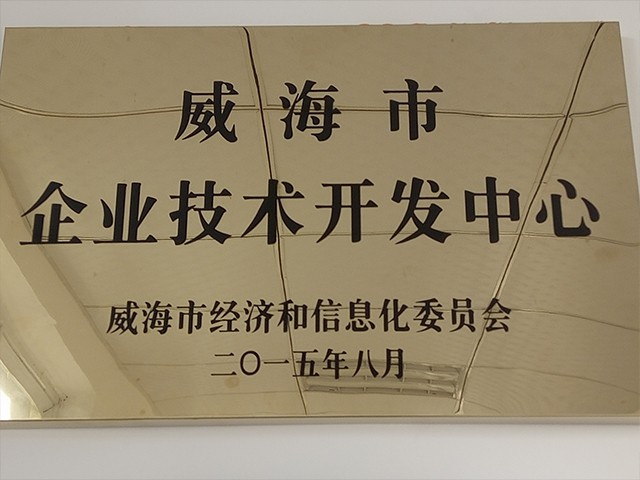 威海市
企业技术开发中心
威海市经济和信息化委员会
二〇一五年八月